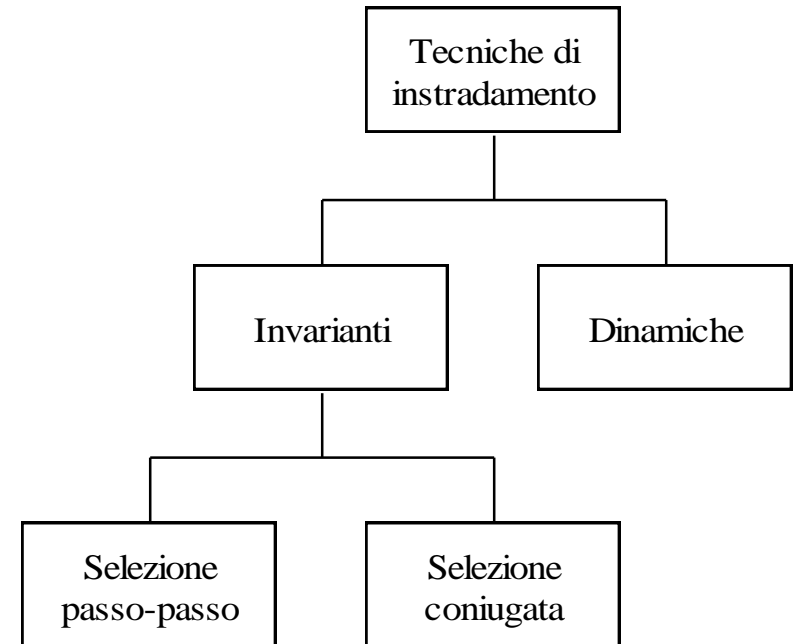 Tecniche di
instradamento
Invarianti
Dinamiche
Selezione
passo-passo
Selezione
coniugata